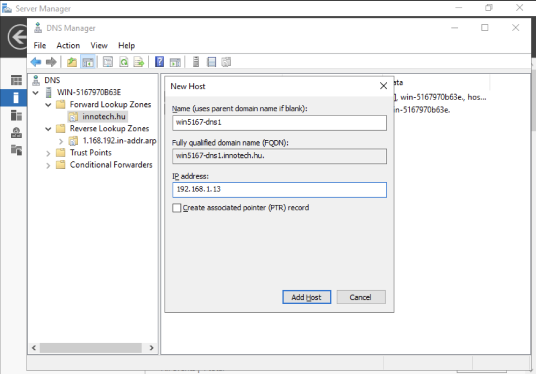 Server Manager
DNS Manager
File Action View Help
DNS
WIN-5167970B63E
Forward Lookup Zones
innotech.hu
Reverse Lookup Zones
1.168.192.in-addr.arp
Trust Points
Conditional Forwarders
ata
], win-5167970b63e., hos...
n-5167970b63e.
New Host
Name (uses parent domain name if blank):
win5167-dns1
Fully qualified domain name (FQDN):
win5167-dns1.innotech.hu.
IP address:
192.168.1.13
Create associated pointer (PTR) record
Add Host Cancel